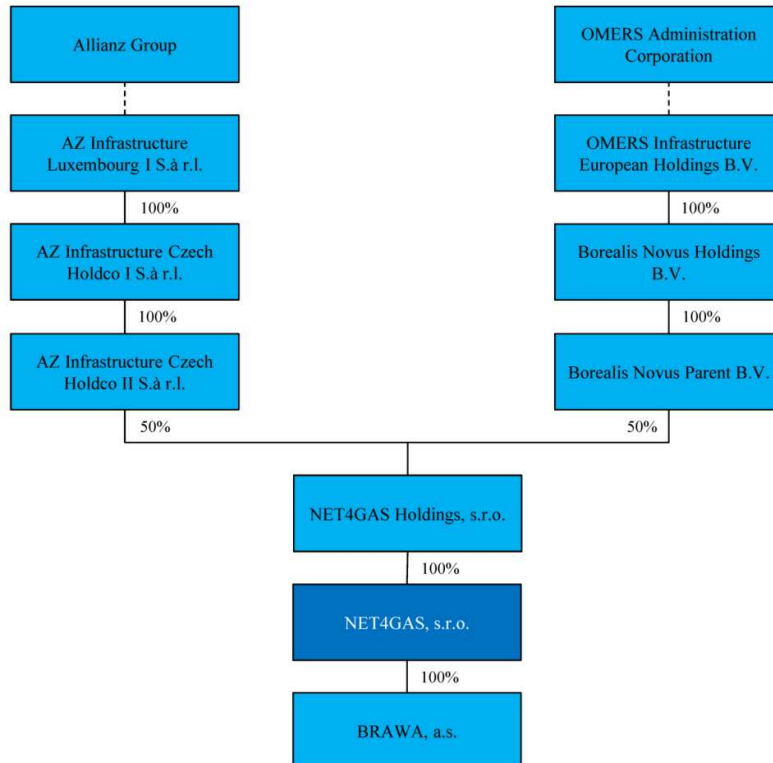 Allianz Group
OMERS Administration
Corporation
AZ Infrastructure
Luxembourg I S.à r.l.
OMERS Infrastructure
European Holdings B.V.
100%
100%
AZ Infrastructure Czech
Holdco I S.à r.l.
Borealis Novus Holdings
B.V.
100%
100%
AZ Infrastructure Czech
Holdco II S.à r.l.
Borealis Novus Parent B.V.
50%
50%
NET4GAS Holdings, s.r.o.
100%
NET4GAS, s.r.o.
100%
BRAWA, a.s.